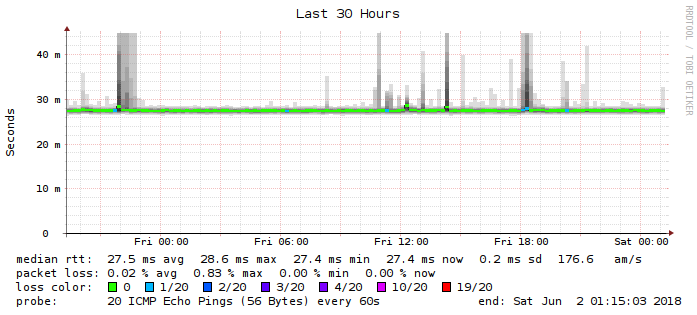 Last 30 Hours
RRDTOOL / TOBI OETIKER
Seconds
40 m
30 m
20 m
10 m
0
Fri 00:00 Fri 06:00 Fri 12:00 Fri 18:00 Sat 00:00
median rtt: 27.5 ms avg 28.6 ms max 27.4 ms min 27.4 ms now 0.2 ms sd 176.6 am/s
packet loss: 0.02 % avg 0.83 % max 0.00 % min 0.00 % now
loss color: 0 1/20 2/20 3/20 4/20 10/20 19/20
probe: 20 ICMP Echo Pings (56 Bytes) every 60s end: Sat Jun 2 01:15:03 2018